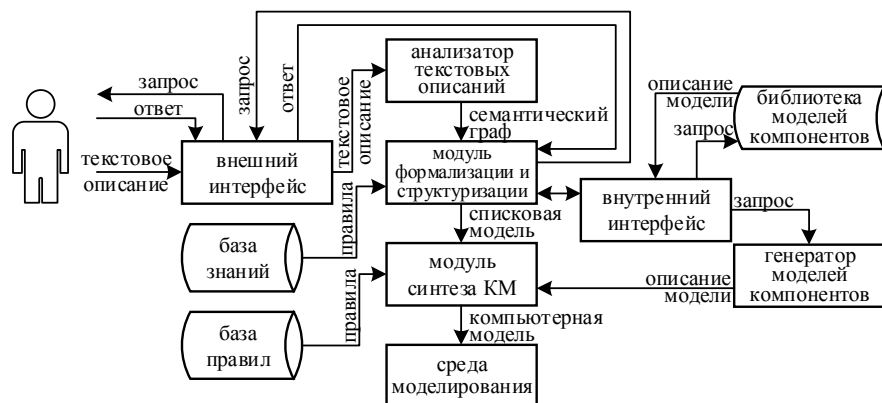 запрос
ответ
текстовое
описание
внешний
интерфейс
запрос
ответ
текстовое
описание
анализатор
текстовых
описаний
семантический
граф
модуль
формализации и
структуризации
правила
база
знаний
списковая
модель
модуль
синтеза КМ
правила
база
правил
компьютерная
модель
среда
моделирования
внутренний
интерфейс
описание
модели
запрос
библиотека
моделей
компонентов
запрос
генератор
моделей
компонентов
описание
модели